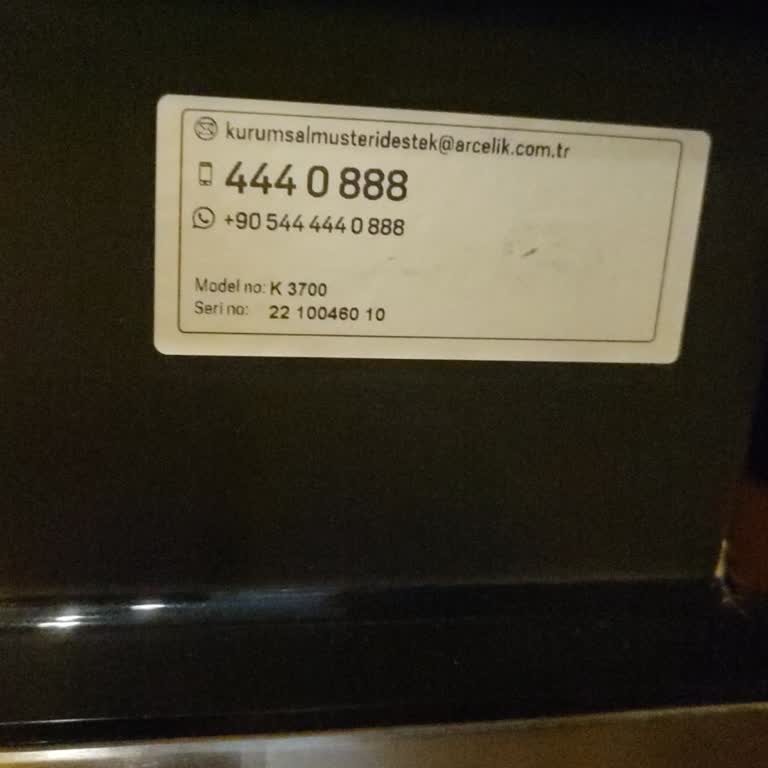 kurumsalmusteridestek@arcelik.com.tr
444 0 888
+90 544 444 0 888
Model no: K 3700
Seri no: 22 100460 10